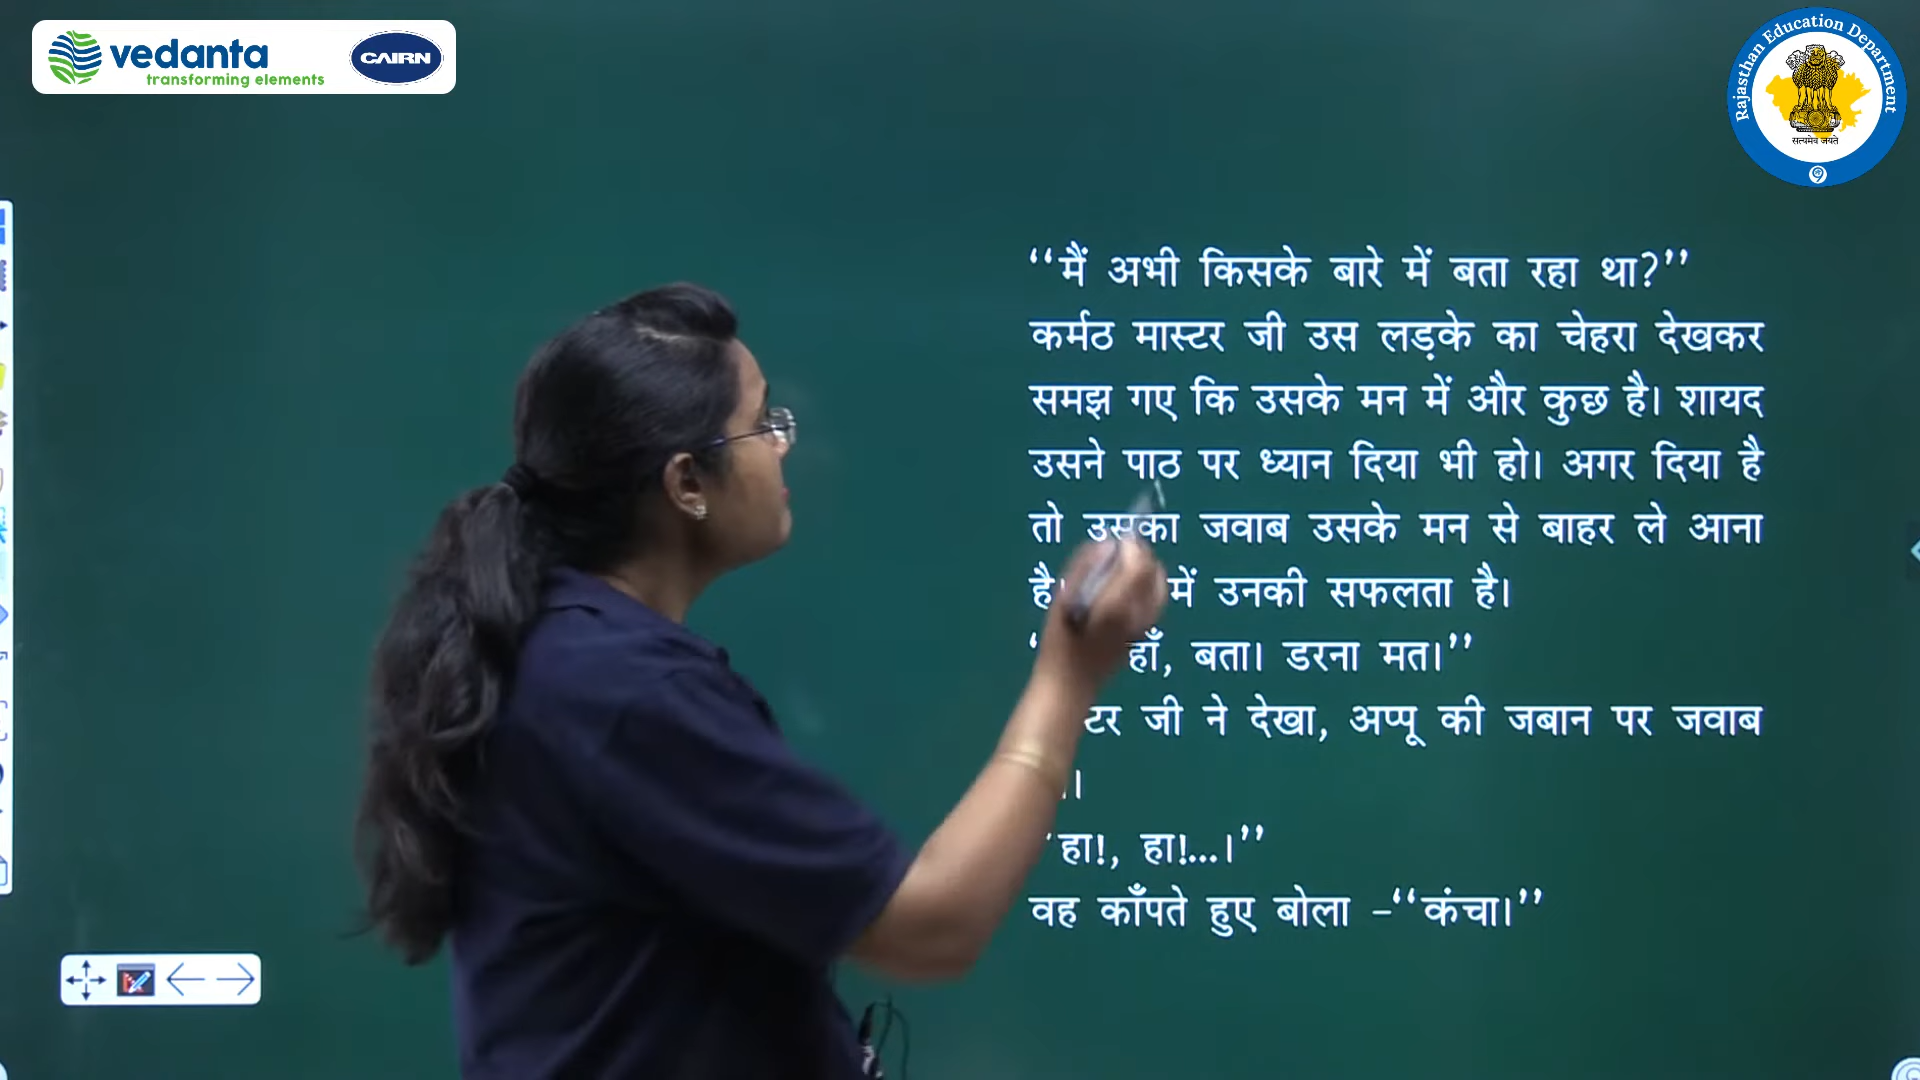 vedanta
transforming elements
CAIRN
Rajasthan Education Department
सत्यमेव जयते
“मैं अभी किसके बारे में बता रहा था?”
कर्मठ मास्टर जी उस लड़के का चेहरा देखकर
समझ गए कि उसके मन में और कुछ है। शायद
उसने पाठ पर ध्यान दिया भी हो। अगर दिया है
तो उसका जवाब उसके मन से बाहर ले आना
है। में उनकी सफलता है।
हाँ, बता। डरना मत।”
जी ने देखा, अप्पू की जबान पर जवाब
हा!, हा!...।”
वह काँपते हुए बोला –“कंचा।”